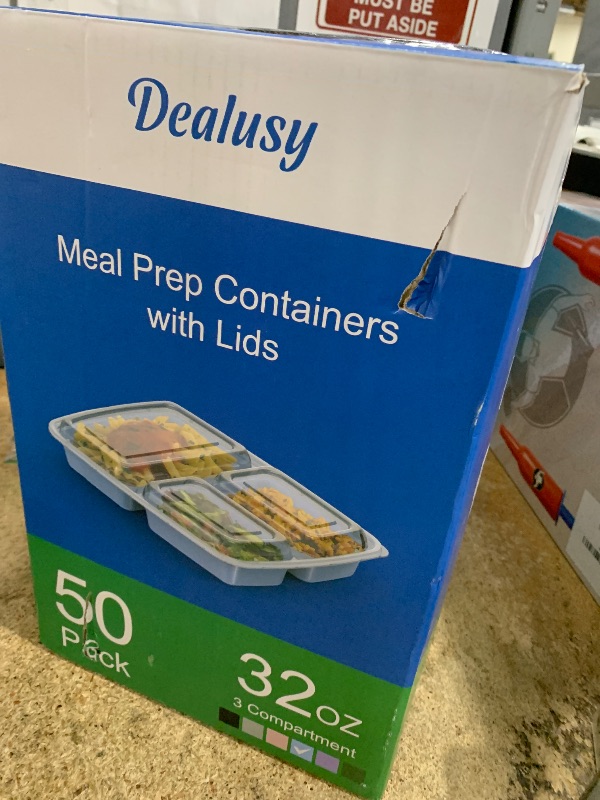 MUST BE
PUT ASIDE
Dealusy
Meal Prep Containers
with Lids
50
Pack
32oz
3 Compartment